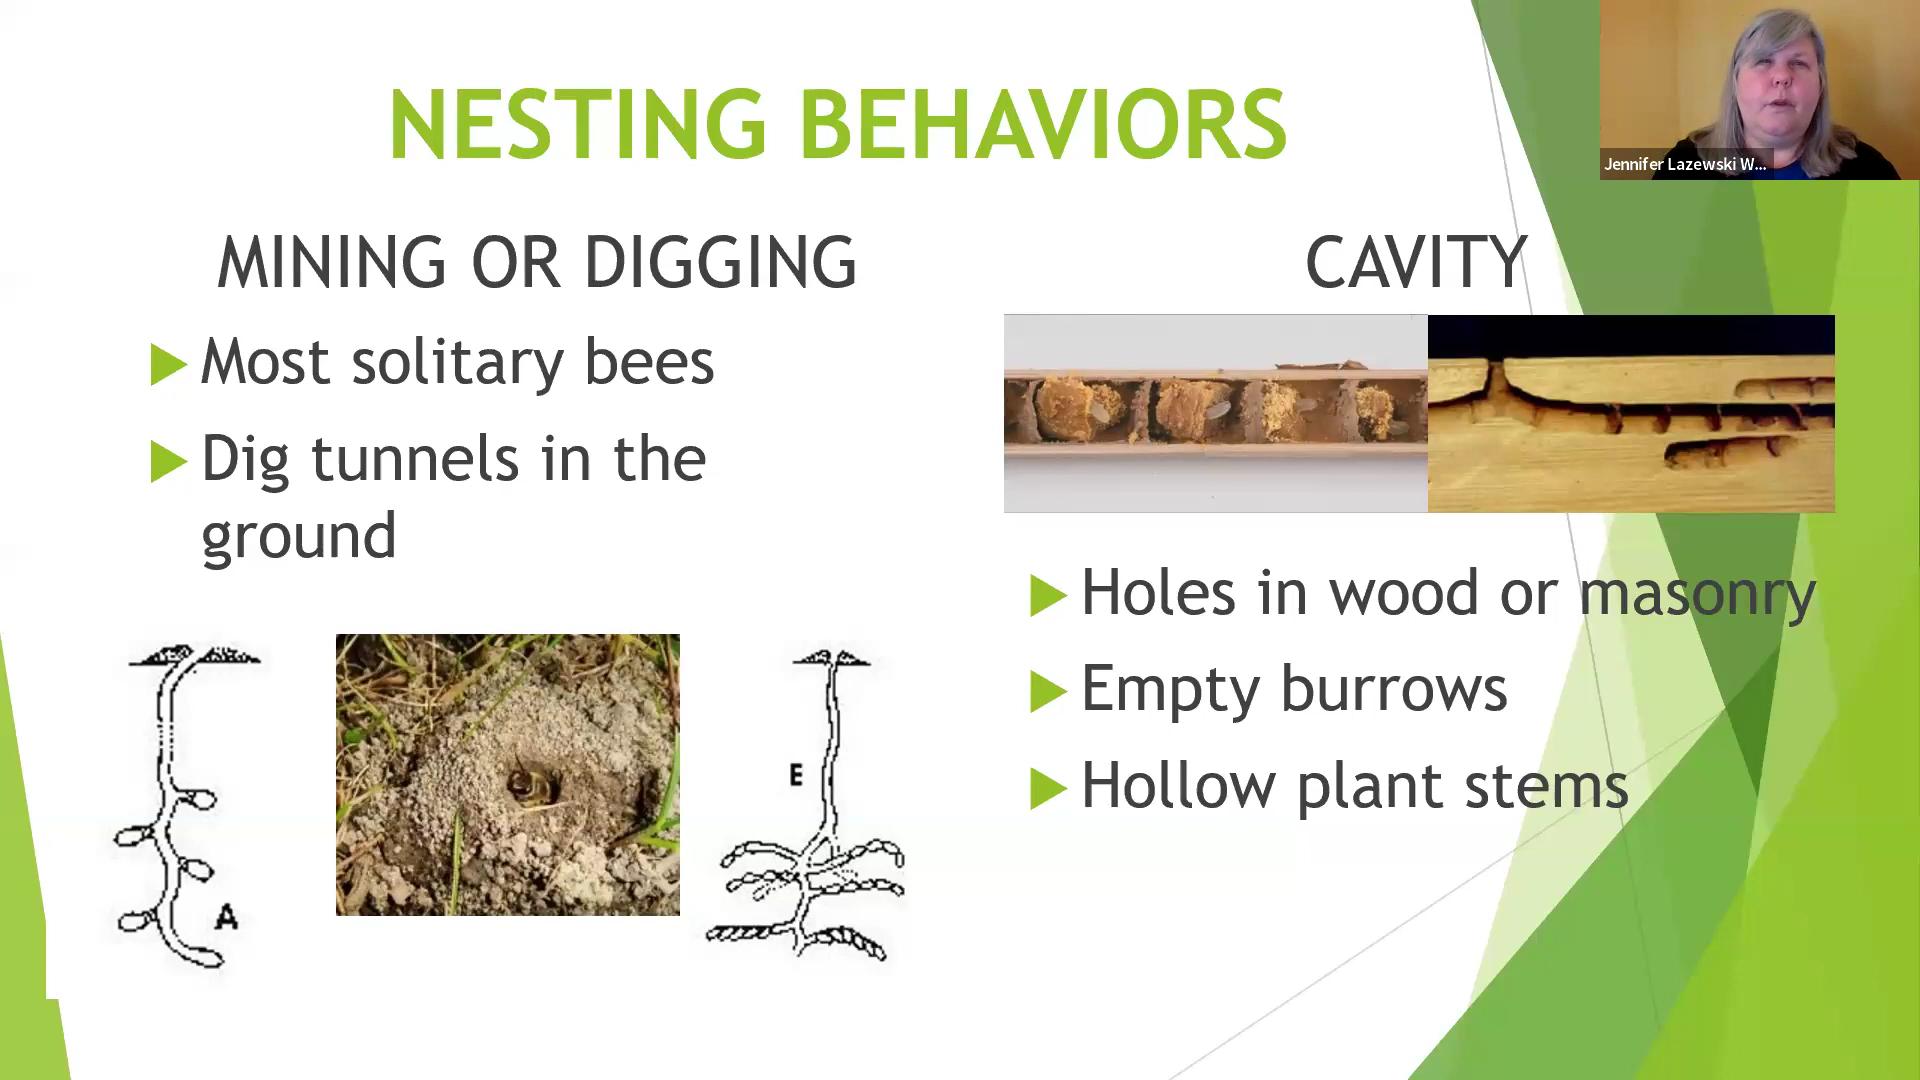 NESTING BEHAVIORS
Jennifer Lazewski W...
MINING OR DIGGING
Most solitary bees
Dig tunnels in the
ground
A
E
CAVITY
Holes in wood or masonry
Empty burrows
Hollow plant stems